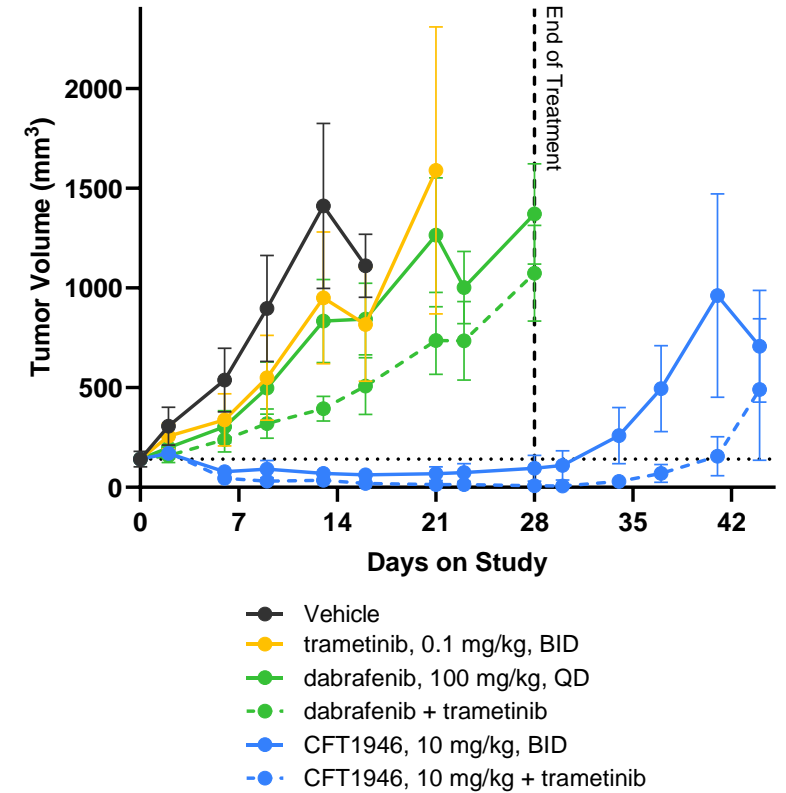 End of Treatment
Tumor Volume (mm³)
2000
1500
1000
500
0
0 7 14 21 28 35 42
Days on Study
Vehicle
trametinib, 0.1 mg/kg, BID
dabrafenib, 100 mg/kg, QD
dabrafenib + trametinib
CFT1946, 10 mg/kg, BID
CFT1946, 10 mg/kg + trametinib